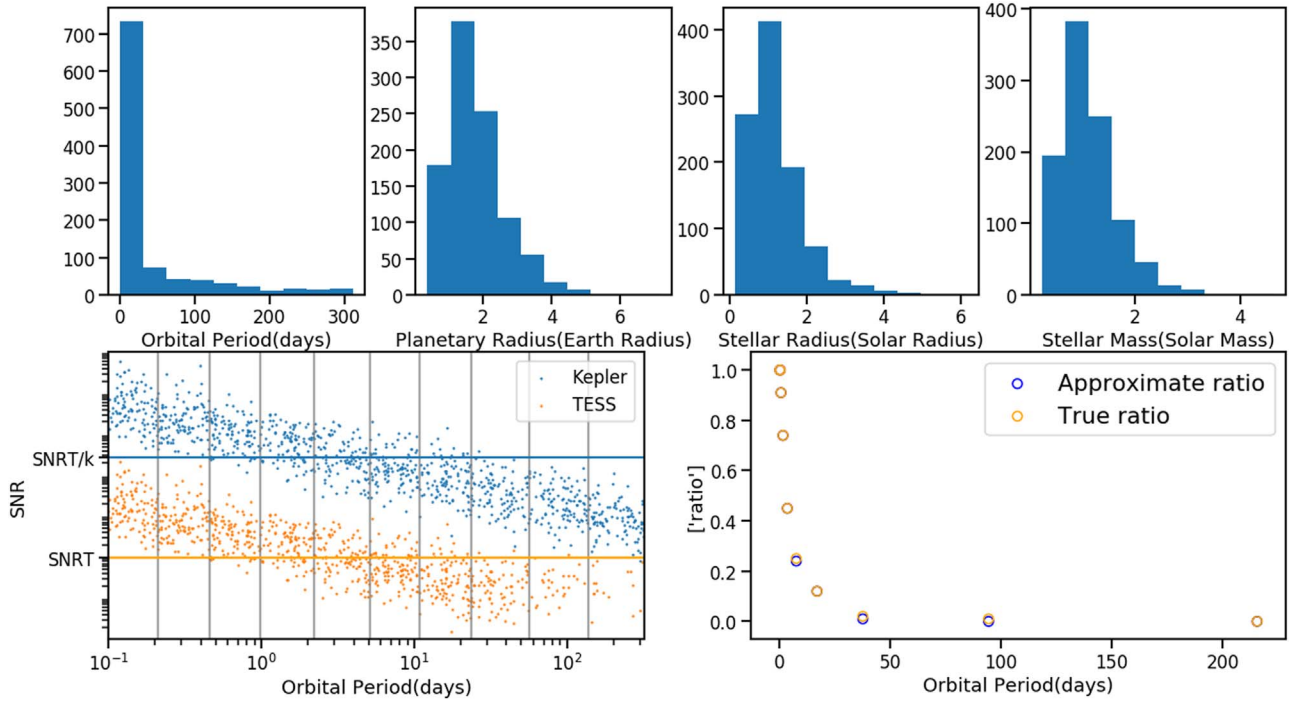 700
600
500
400
300
200
100
0
0 100 200 300
Orbital Period(days)
350
300
250
200
150
100
50
0
2 4 6
Planetary Radius(Earth Radius)
400
300
200
100
0
0 2 4 6
Stellar Radius(Solar Radius)
400
300
200
100
0
2 4
Stellar Mass(Solar Mass)
SNR
SNRT/k
SNRT
Kepler
TESS
10⁻¹ 10⁰ 10¹ 10²
Orbital Period(days)
['ratio']
1.0
0.8
0.6
0.4
0.2
0.0
Approximate ratio
True ratio
0 50 100 150 200
Orbital Period(days)